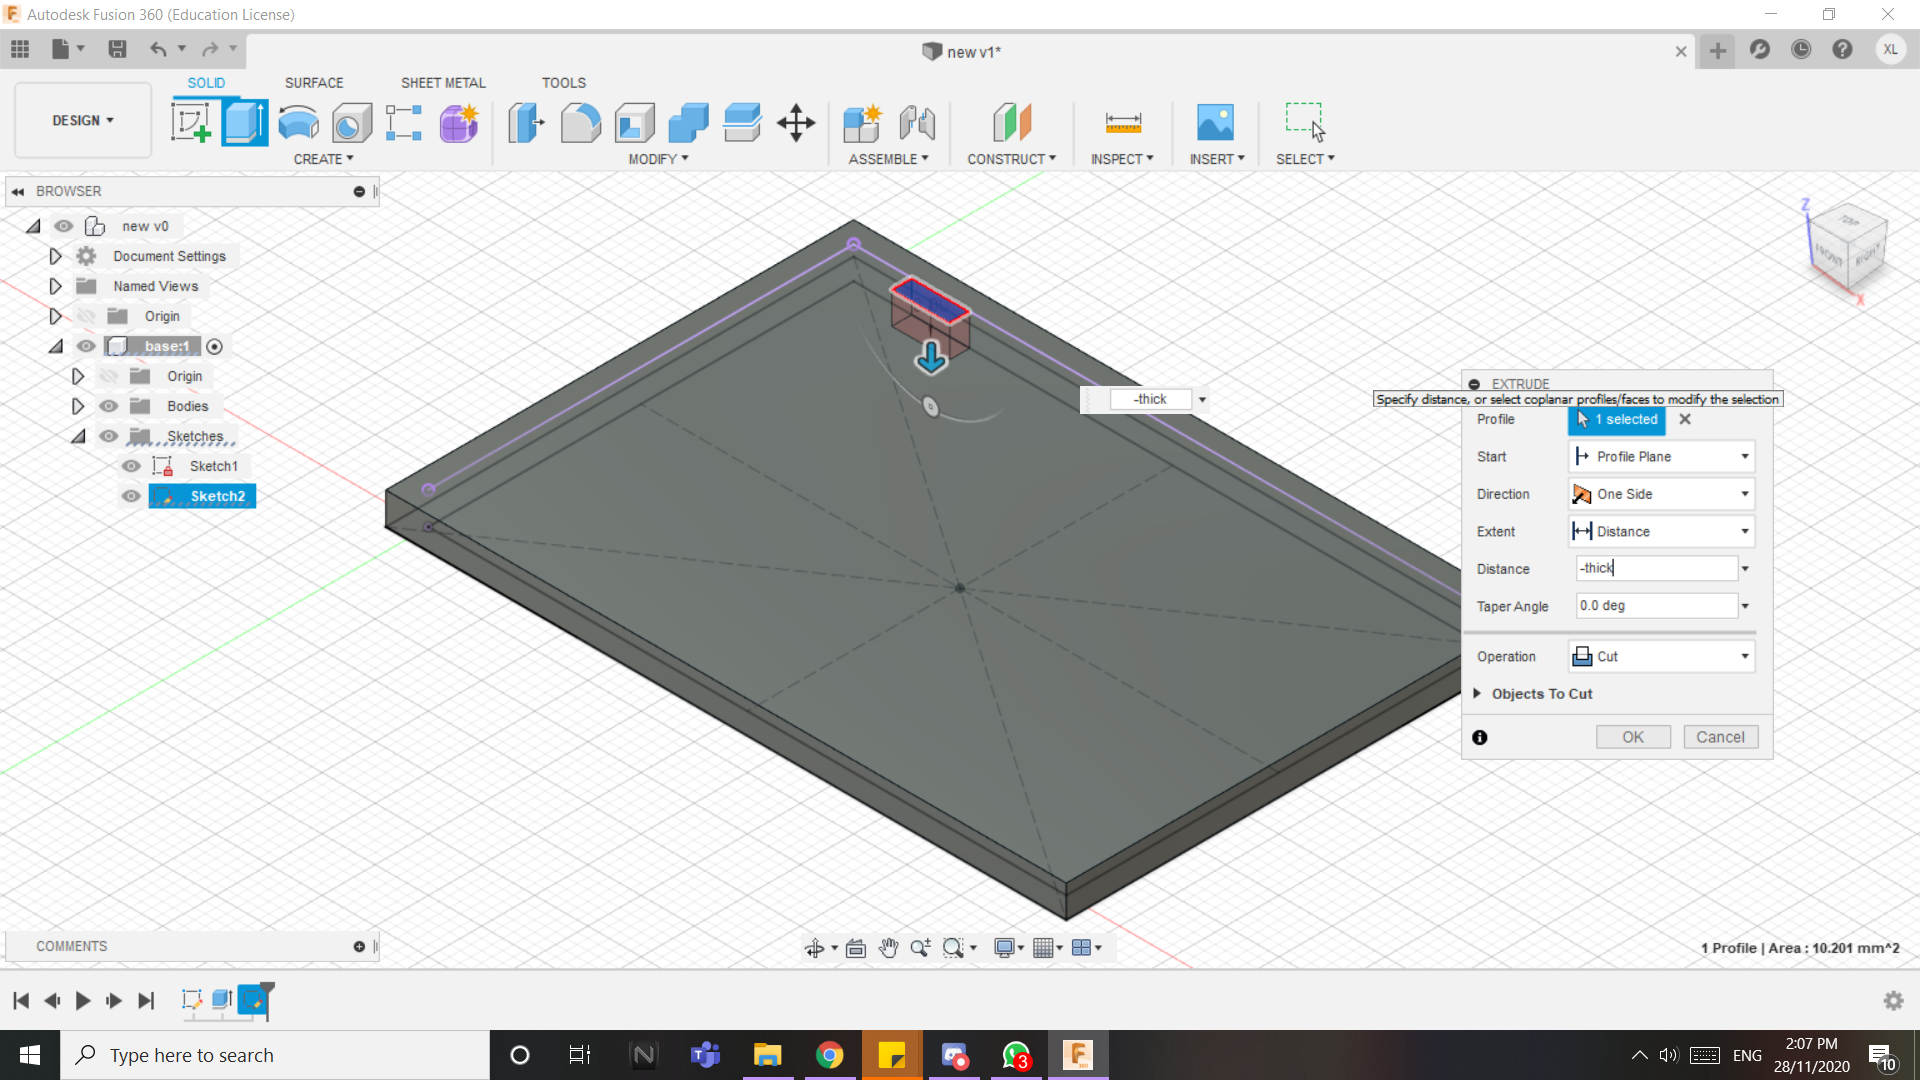 Autodesk Fusion 360 (Education License)
new v1*
XL
SOLID SURFACE SHEET METAL TOOLS
DESIGN
CREATE MODIFY ASSEMBLE CONSTRUCT INSPECT INSERT SELECT
BROWSER
new v0
Document Settings
Named Views
Origin
base:1
Origin
Bodies
Sketches
Sketch1
Sketch2
Z
TOP
FRONT
RIGHT
X
-thick
EXTRUDE
Specify distance, or select coplanar profiles/faces to modify the selection
Profile 1 selected
Start Profile Plane
Direction One Side
Extent Distance
Distance -thick
Taper Angle 0.0 deg
Operation Cut
Objects To Cut
OK Cancel
COMMENTS
1 Profile | Area : 10.201 mm^2
Type here to search
3
ENG
2:07 PM
28/11/2020
10